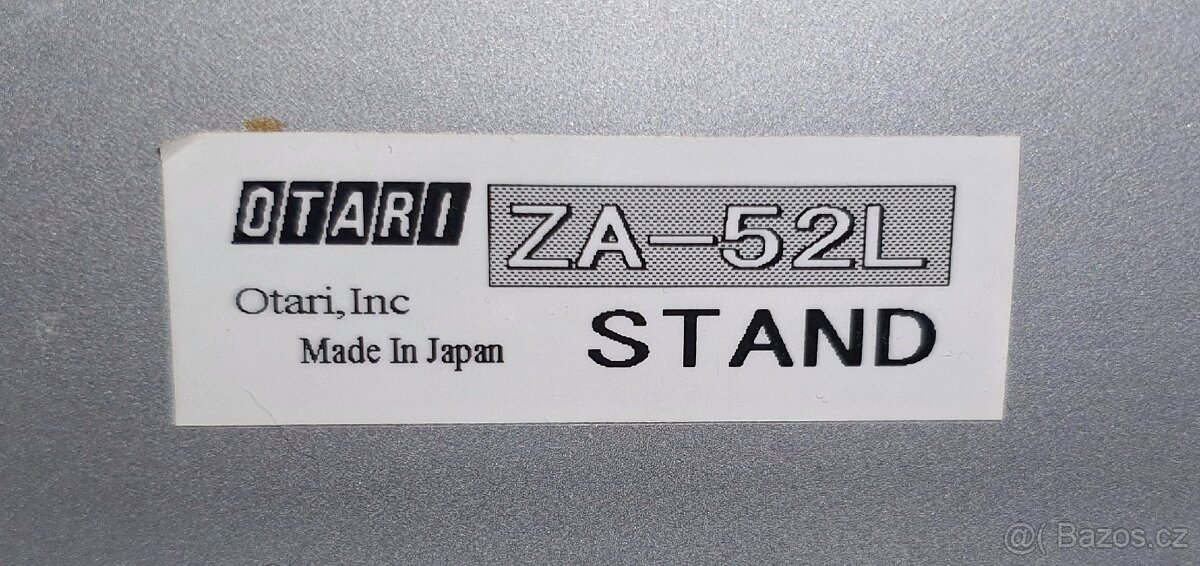 OTARI ZA-52L
Otari,Inc
STAND
Made In Japan
@( Bazos.cz